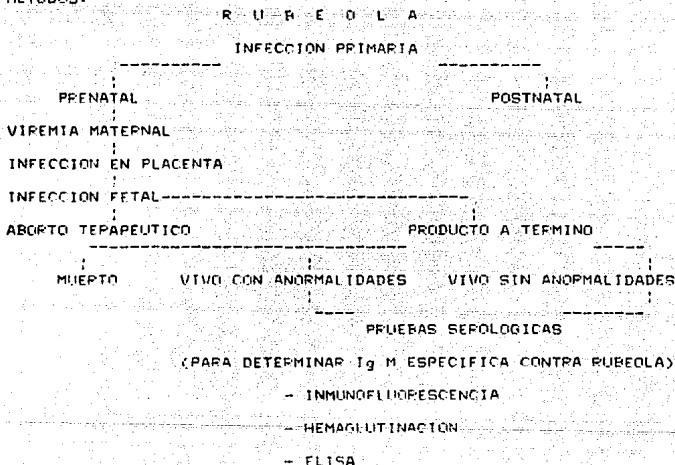 METODOS:
R U B E O L A
INFECCION PRIMARIA
PRENATAL POSTNATAL
VIREMIA MATERNAL
INFECCION EN PLACENTA
INFECCION FETAL
ABORTO TERAPEUTICO PRODUCTO A TERMINO
MUERTO VIVO CON ANORMALIDADES VIVO SIN ANORMALIDADES
PRUEBAS SEROLOGICAS
(PARA DETERMINAR Ig M ESPECIFICA CONTRA RUBEOLA)
- INMUNOFLUORESCENCIA
- HEMAGLUTINACION
- ELISA